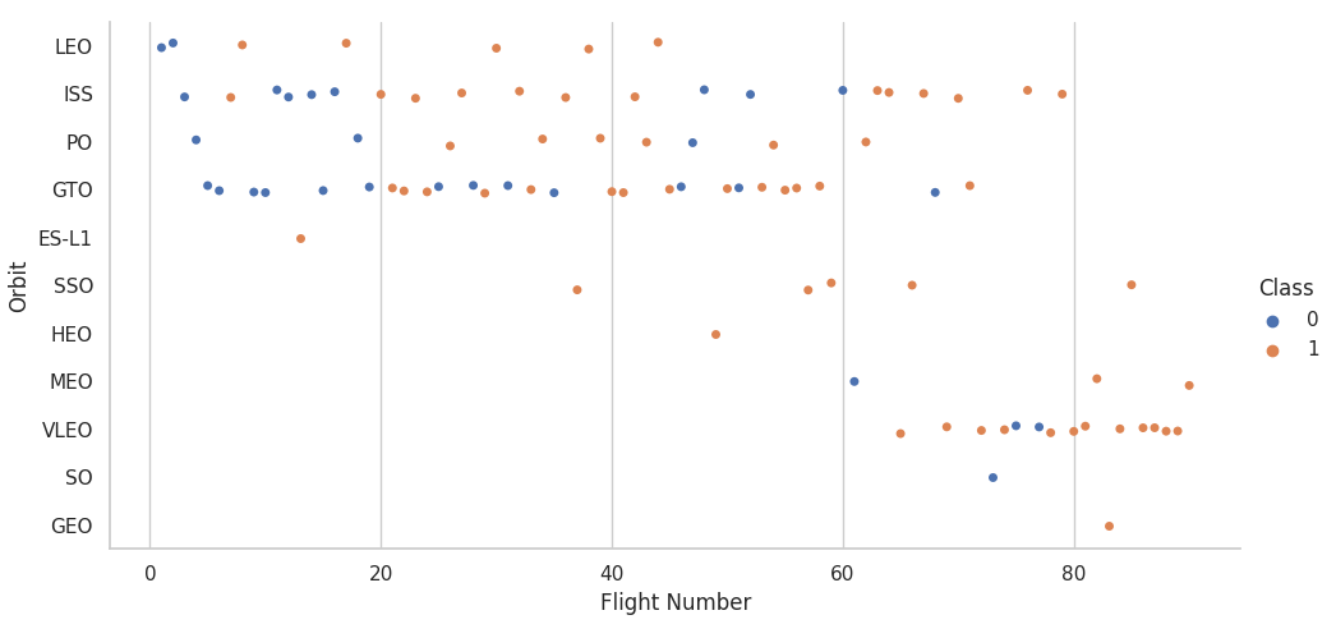 LEO
ISS
PO
GTO
ES-L1
SSO
HEO
MEO
VLEO
SO
GEO
Orbit
0 20 40 60 80
Flight Number
Class
0
1